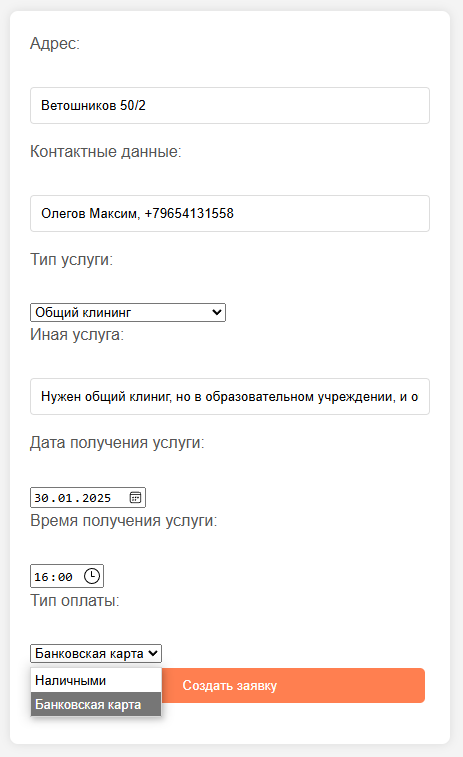 Адрес:
Ветошников 50/2
Контактные данные:
Олегов Максим, +79654131558
Тип услуги:
Общий клининг
Иная услуга:
Нужен общий клиниг, но в образовательном учреждении, и о
Дата получения услуги:
30.01.2025
Время получения услуги:
16:00
Тип оплаты:
Банковская карта
Наличными
Создать заявку
Банковская карта